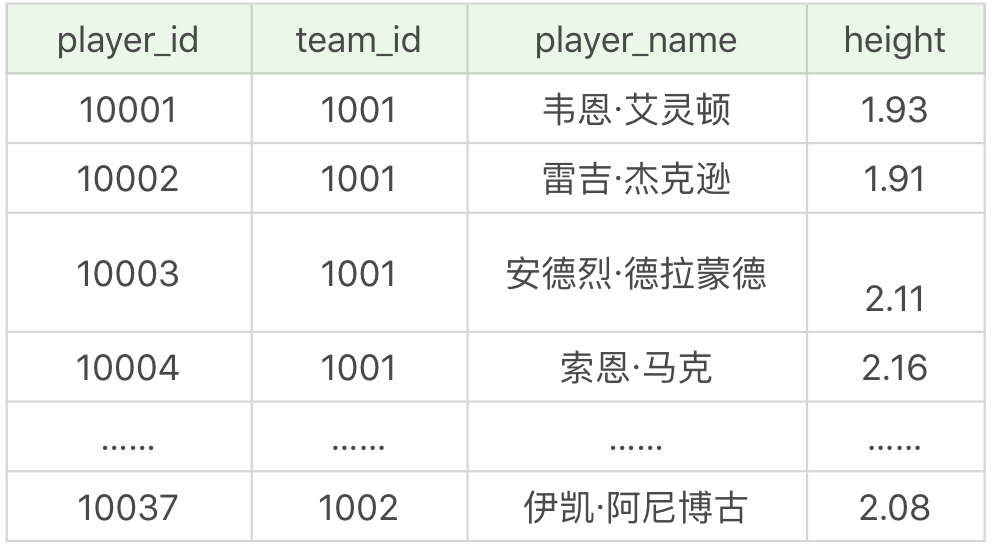 player_id team_id player_name height
10001 1001 韦恩·艾灵顿 1.93
10002 1001 雷吉·杰克逊 1.91
10003 1001 安德烈·德拉蒙德 2.11
10004 1001 索恩·马克 2.16
…… …… …… ……
10037 1002 伊凯·阿尼博古 2.08